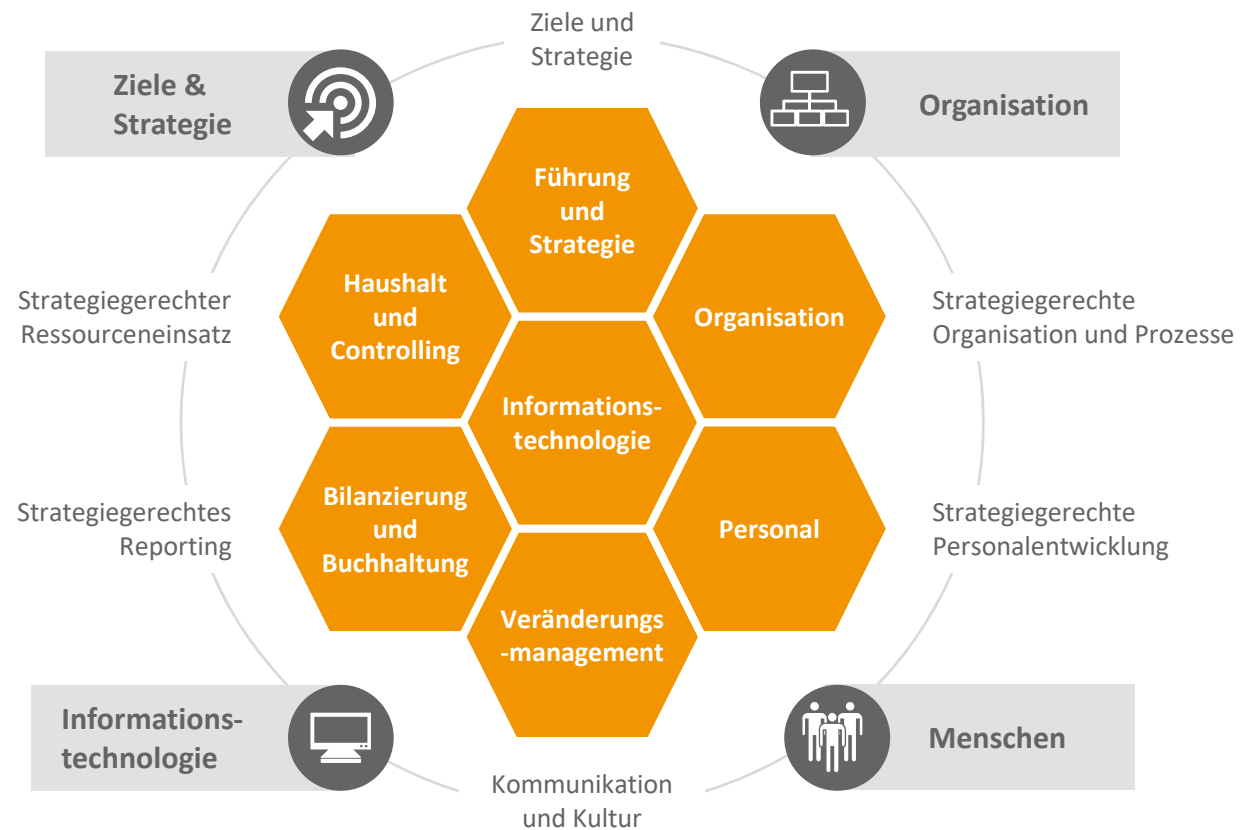 Ziele und
Strategie
Ziele &
Strategie
Organisation
Führung
und
Strategie
Haushalt
und
Controlling
Organisation
Strategiegerechter
Ressourceneinsatz
Strategiegerechte
Organisation und Prozesse
Informations-
technologie
Bilanzierung
und
Buchhaltung
Personal
Strategiegerechtes
Reporting
Strategiegerechte
Personalentwicklung
Veränderungs
-management
Informations-
technologie
Menschen
Kommunikation
und Kultur